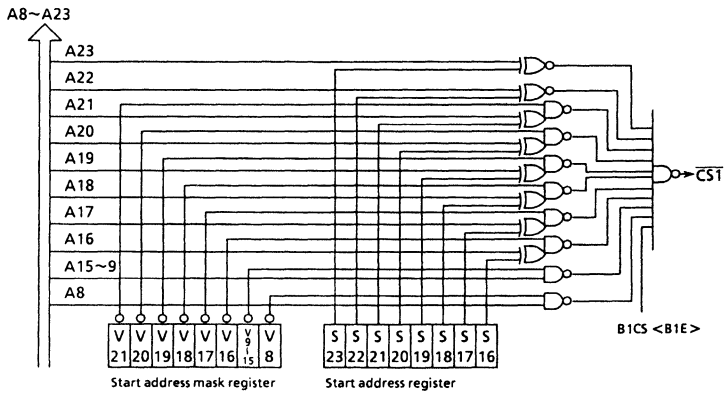 A8~A23
A23
A22
A21
A20
A19
A18
A17
A16
A15~9
A8
CS1
B1CS <B1E>
V 21
V 20
V 19
V 18
V 17
V 16
V 9 ~ 15
V 8
S 23
S 22
S 21
S 20
S 19
S 18
S 17
S 16
Start address mask register
Start address register